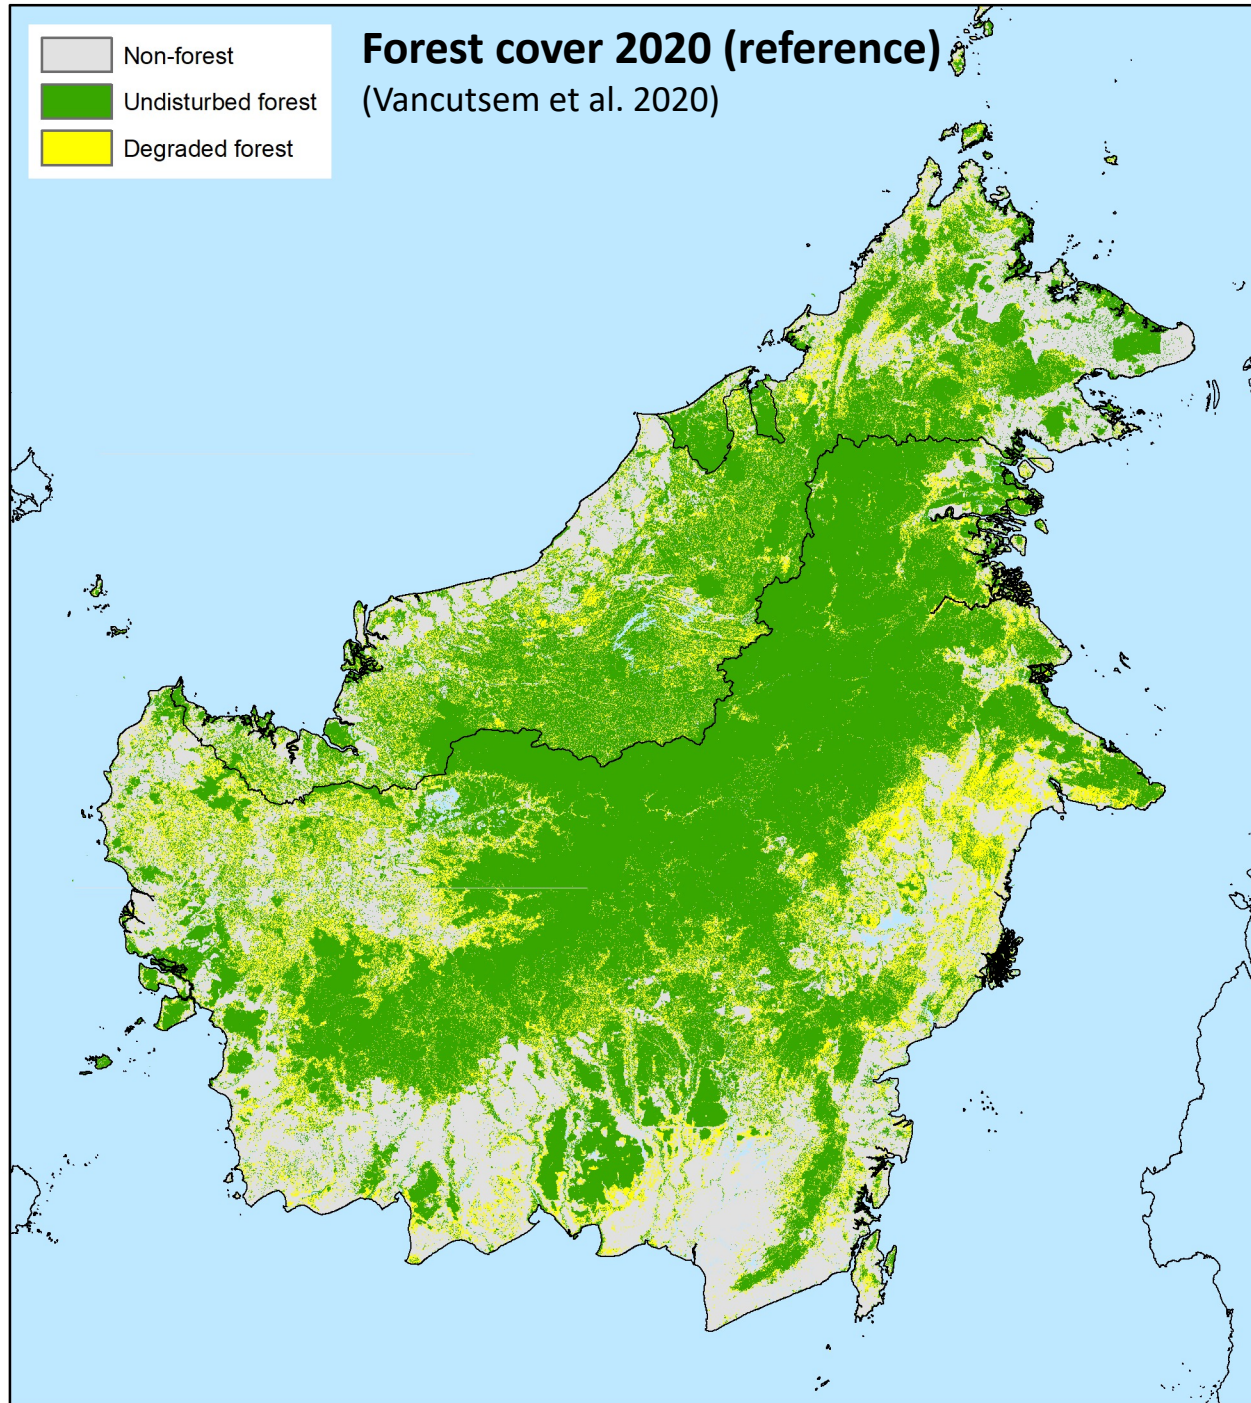 Forest cover 2020 (reference)
(Vancutsem et al. 2020)
Non-forest
Undisturbed forest
Degraded forest